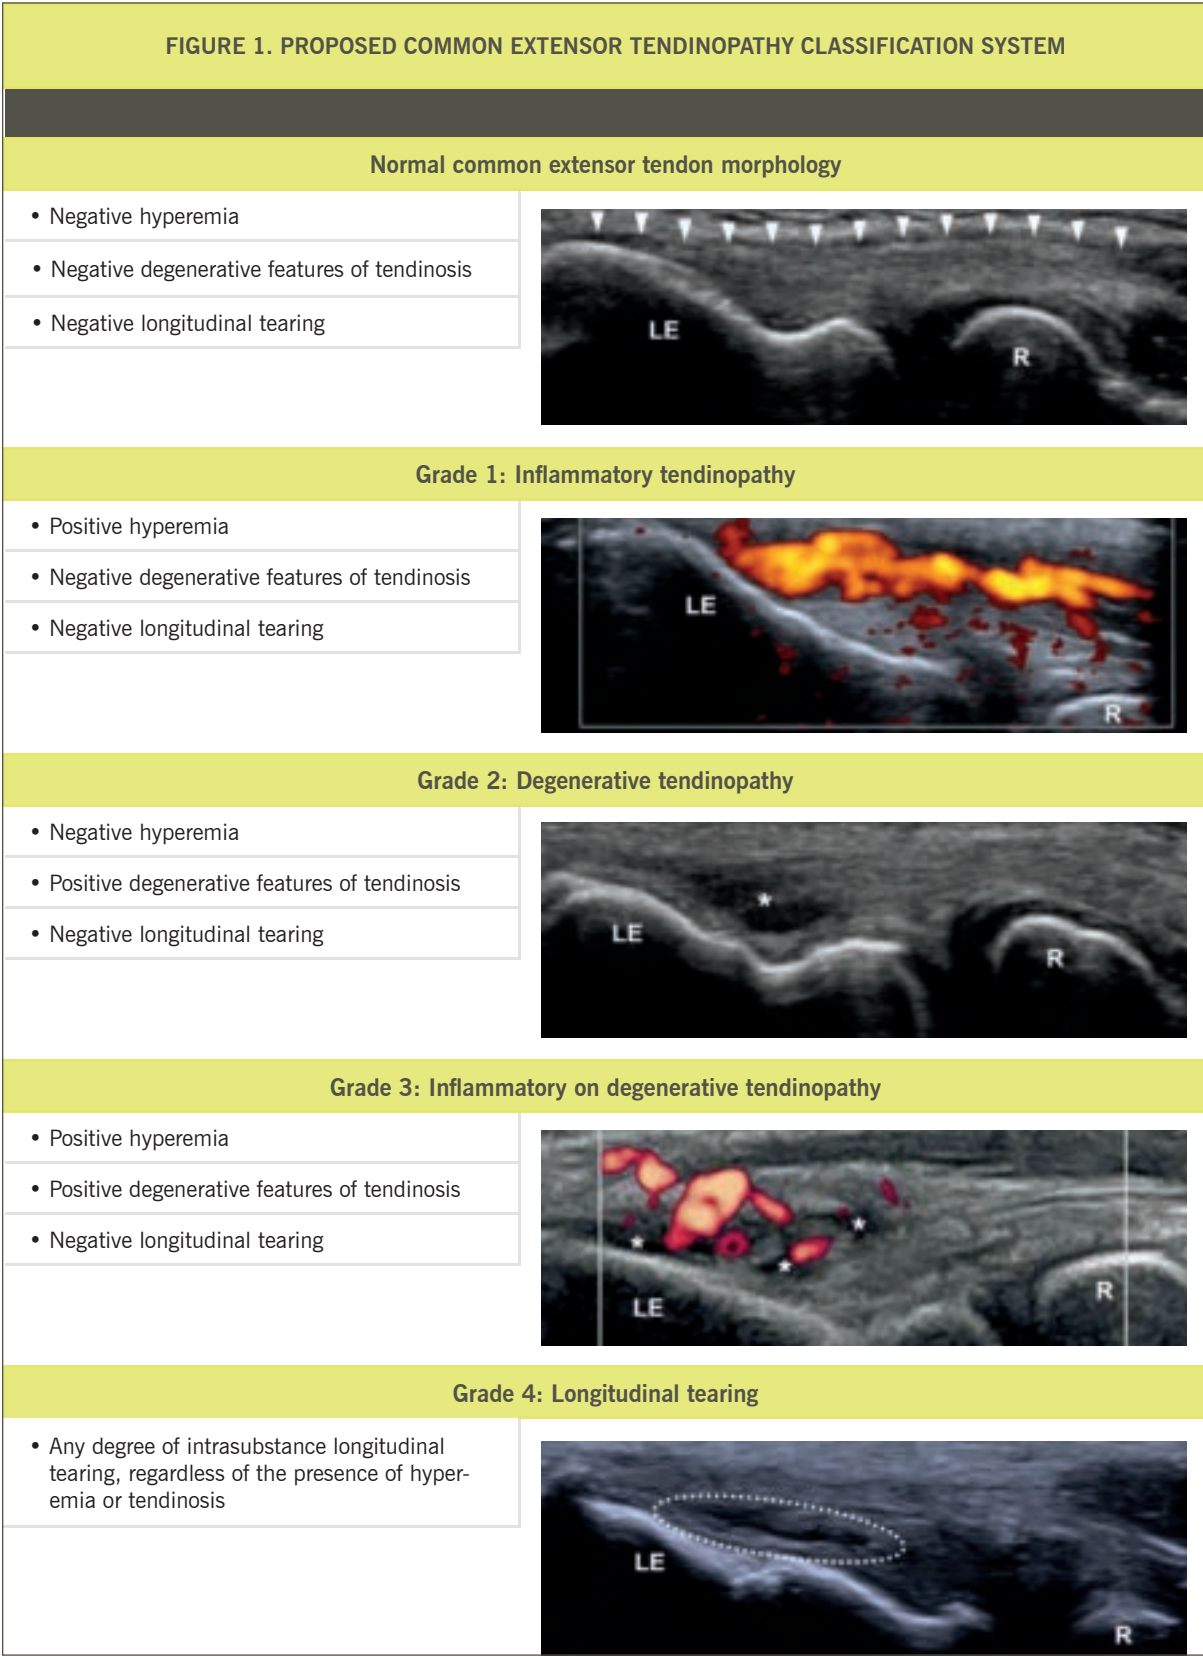 FIGURE 1. PROPOSED COMMON EXTENSOR TENDINOPATHY CLASSIFICATION SYSTEM
Normal common extensor tendon morphology
• Negative hyperemia
• Negative degenerative features of tendinosis
• Negative longitudinal tearing
LE
R
Grade 1: Inflammatory tendinopathy
• Positive hyperemia
• Negative degenerative features of tendinosis
• Negative longitudinal tearing
LE
R
Grade 2: Degenerative tendinopathy
• Negative hyperemia
• Positive degenerative features of tendinosis
• Negative longitudinal tearing
*
LE
R
Grade 3: Inflammatory on degenerative tendinopathy
• Positive hyperemia
• Positive degenerative features of tendinosis
• Negative longitudinal tearing
*
*
*
LE
R
Grade 4: Longitudinal tearing
• Any degree of intrasubstance longitudinal
tearing, regardless of the presence of hyper-
emia or tendinosis
LE
R